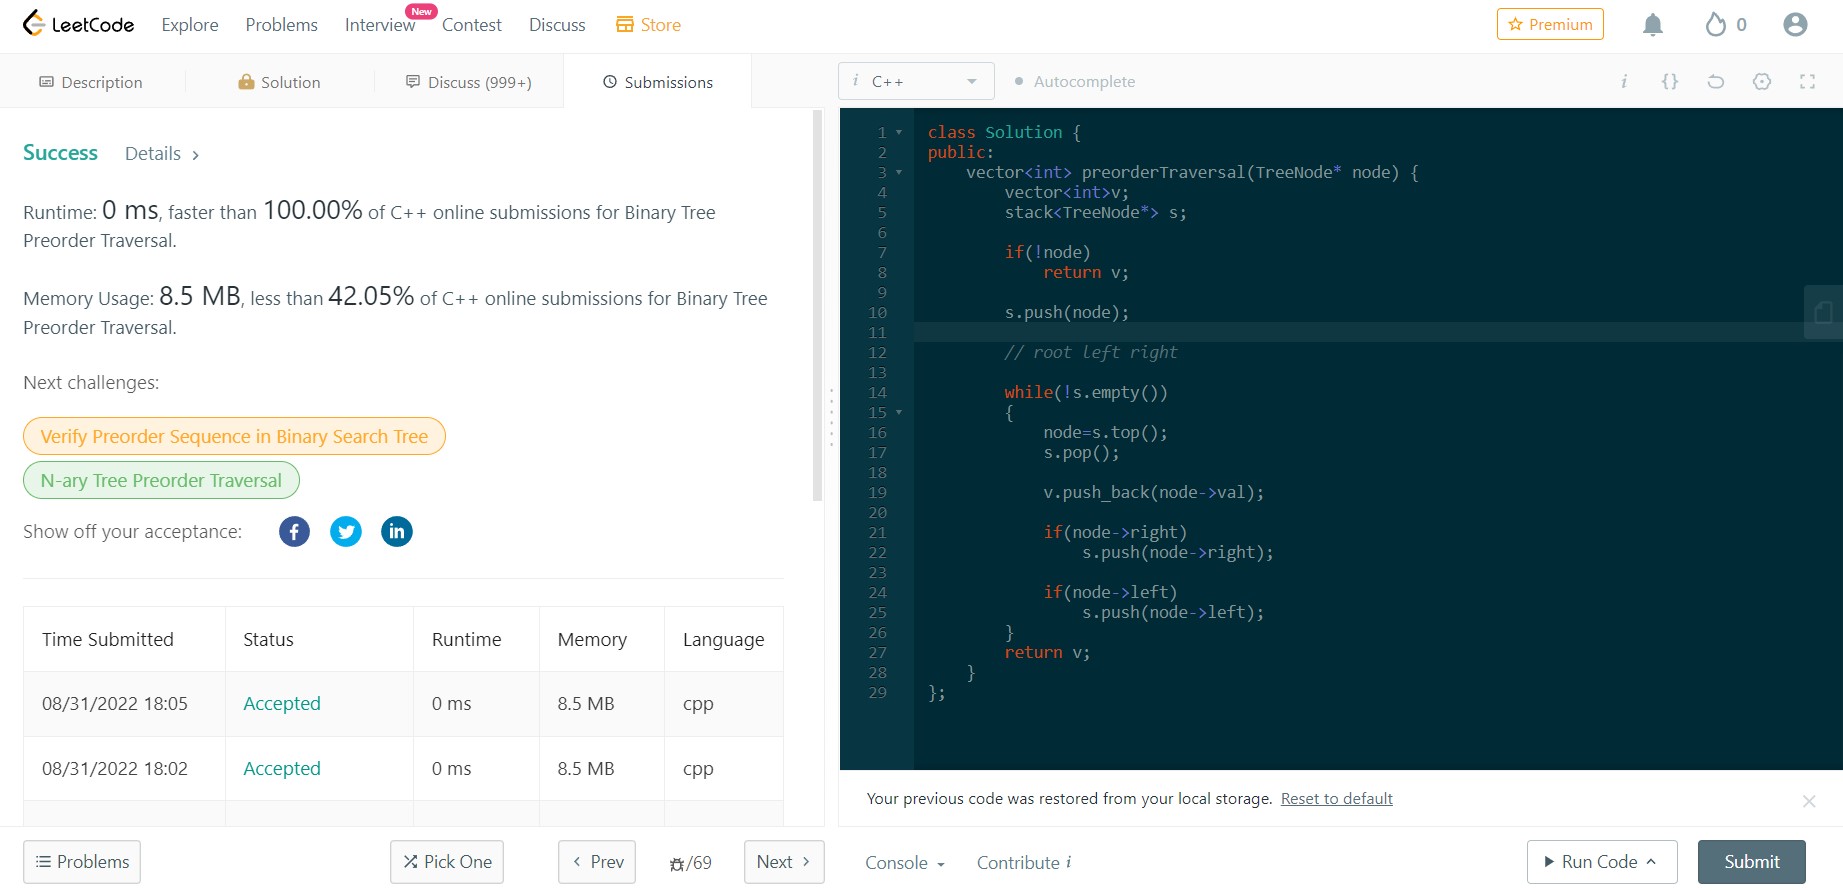 LeetCode Explore Problems Interview New Contest Discuss Store Premium 0
Description Solution Discuss (999+) Submissions
Success Details >
Runtime: 0 ms, faster than 100.00% of C++ online submissions for Binary Tree
Preorder Traversal.
Memory Usage: 8.5 MB, less than 42.05% of C++ online submissions for Binary Tree
Preorder Traversal.
Next challenges:
Verify Preorder Sequence in Binary Search Tree
N-ary Tree Preorder Traversal
Show off your acceptance: f in
Time Submitted Status Runtime Memory Language
08/31/2022 18:05 Accepted 0 ms 8.5 MB cpp
08/31/2022 18:02 Accepted 0 ms 8.5 MB cpp
Problems Pick One < Prev /69 Next >
i C++ Autocomplete i {}
1 class Solution {
2 public:
3     vector<int> preorderTraversal(TreeNode* node) {
4         vector<int>v;
5         stack<TreeNode*> s;
6
7         if(!node)
8             return v;
9
10         s.push(node);
11
12         // root left right
13
14         while(!s.empty())
15         {
16             node=s.top();
17             s.pop();
18
19             v.push_back(node->val);
20
21             if(node->right)
22                 s.push(node->right);
23
24             if(node->left)
25                 s.push(node->left);
26         }
27         return v;
28     }
29 };
Your previous code was restored from your local storage. Reset to default
Console Contribute i Run Code Submit